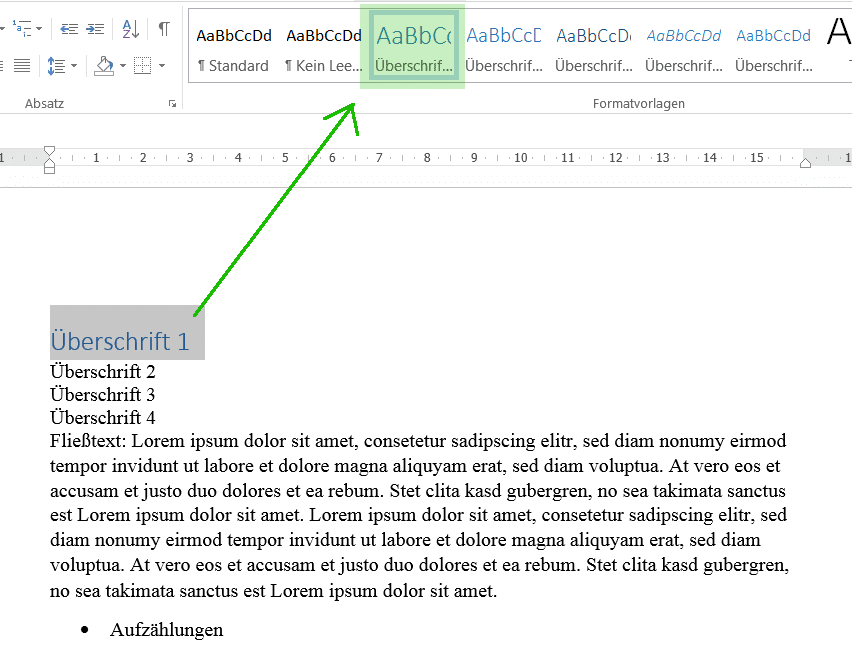 AaBbCcDd AaBbCcDd AaBbCc AaBbCcD AaBbCcDd AaBbCcDd AaBbCcDd A
¶ Standard ¶ Kein Lee... Überschrif... Überschrif... Überschrif... Überschrif... Überschrif...
Absatz Formatvorlagen
1 1 2 3 4 5 6 7 8 9 10 11 12 13 14 15 1
Überschrift 1
Überschrift 2
Überschrift 3
Überschrift 4
Fließtext: Lorem ipsum dolor sit amet, consetetur sadipscing elitr, sed diam nonumy eirmod
tempor invidunt ut labore et dolore magna aliquyam erat, sed diam voluptua. At vero eos et
accusam et justo duo dolores et ea rebum. Stet clita kasd gubergren, no sea takimata sanctus
est Lorem ipsum dolor sit amet. Lorem ipsum dolor sit amet, consetetur sadipscing elitr, sed
diam nonumy eirmod tempor invidunt ut labore et dolore magna aliquyam erat, sed diam
voluptua. At vero eos et accusam et justo duo dolores et ea rebum. Stet clita kasd gubergren,
no sea takimata sanctus est Lorem ipsum dolor sit amet.
• Aufzählungen